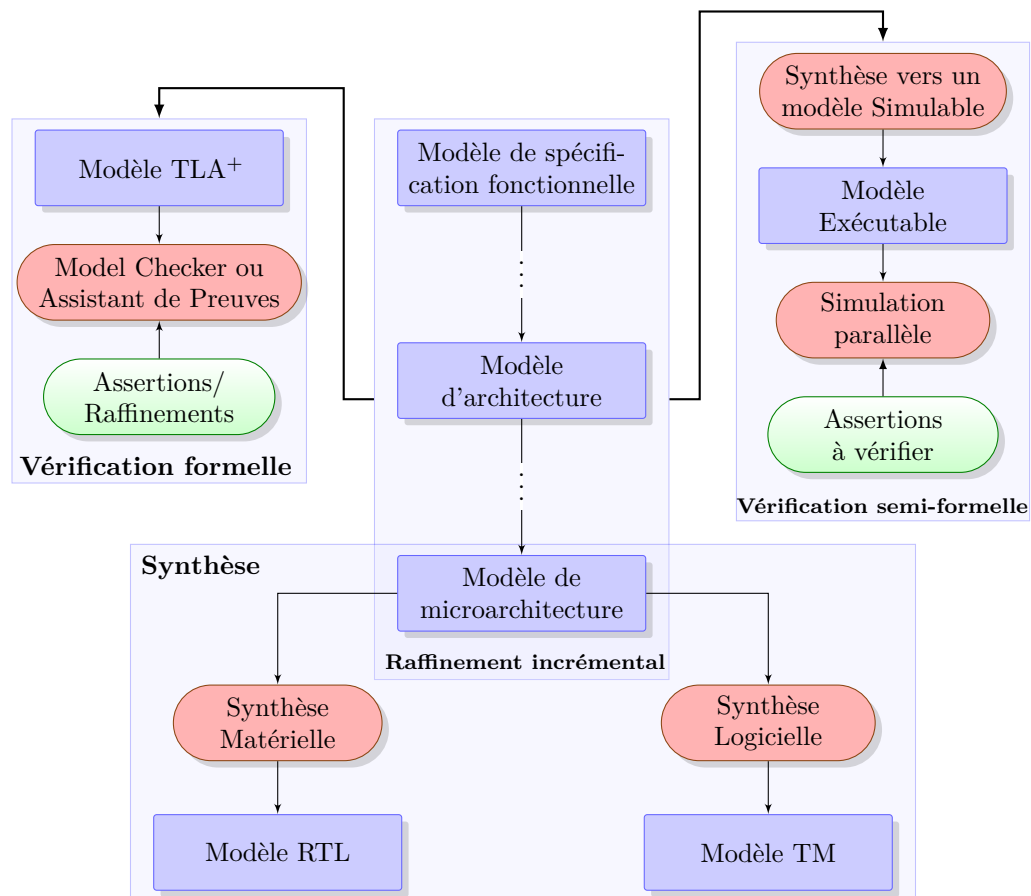 Modèle TLA+
Model Checker ou
Assistant de Preuves
Assertions/
Raffinements
Vérification formelle
Modèle de spécifi-
cation fonctionnelle
Modèle
d'architecture
Modèle de
microarchitecture
Raffinement incrémental
Synthèse vers un
modèle Simulable
Modèle
Exécutable
Simulation
parallèle
Assertions
à vérifier
Vérification semi-formelle
Synthèse
Synthèse
Matérielle
Modèle RTL
Synthèse
Logicielle
Modèle TM